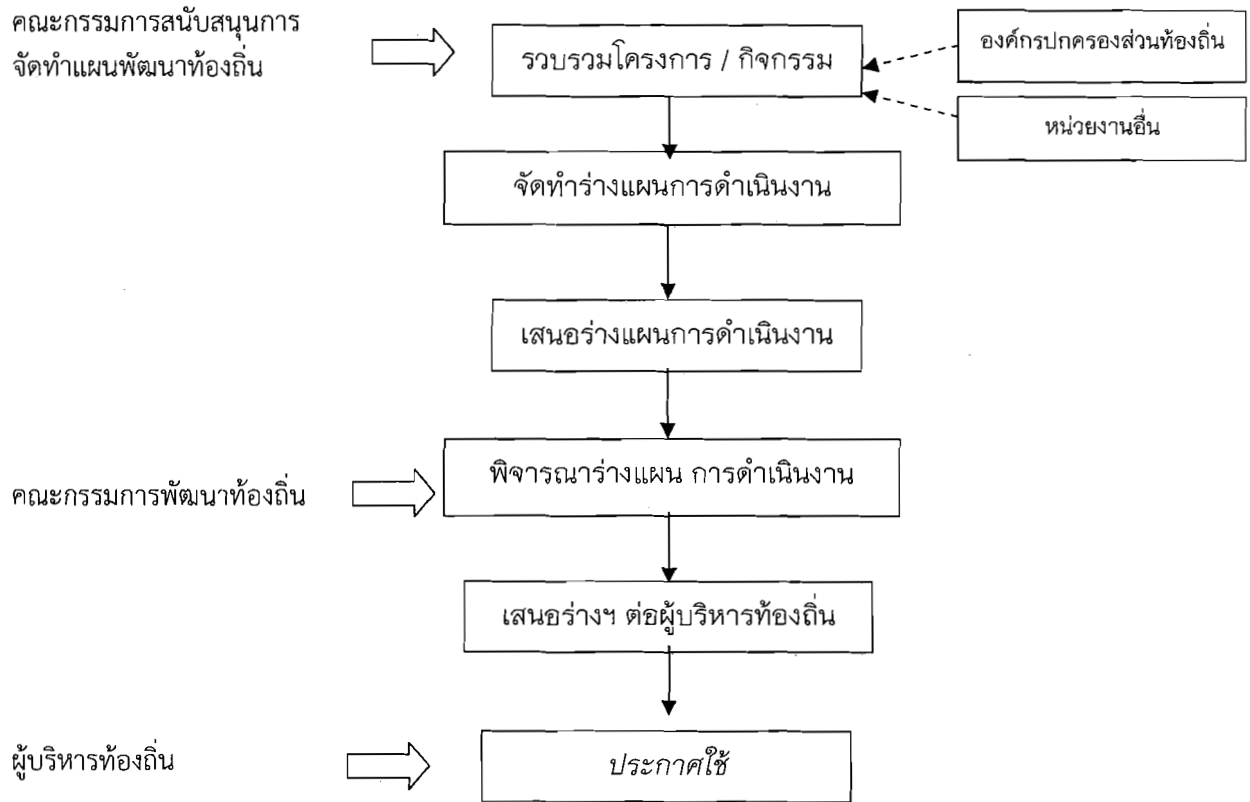 คณะกรรมการสนับสนุนการ
จัดทำแผนพัฒนาท้องถิ่น
รวบรวมโครงการ / กิจกรรม
องค์กรปกครองส่วนท้องถิ่น
หน่วยงานอื่น
จัดทำร่างแผนการดำเนินงาน
เสนอร่างแผนการดำเนินงาน
คณะกรรมการพัฒนาท้องถิ่น
พิจารณาร่างแผน การดำเนินงาน
เสนอร่างฯ ต่อผู้บริหารท้องถิ่น
ผู้บริหารท้องถิ่น
ประกาศใช้